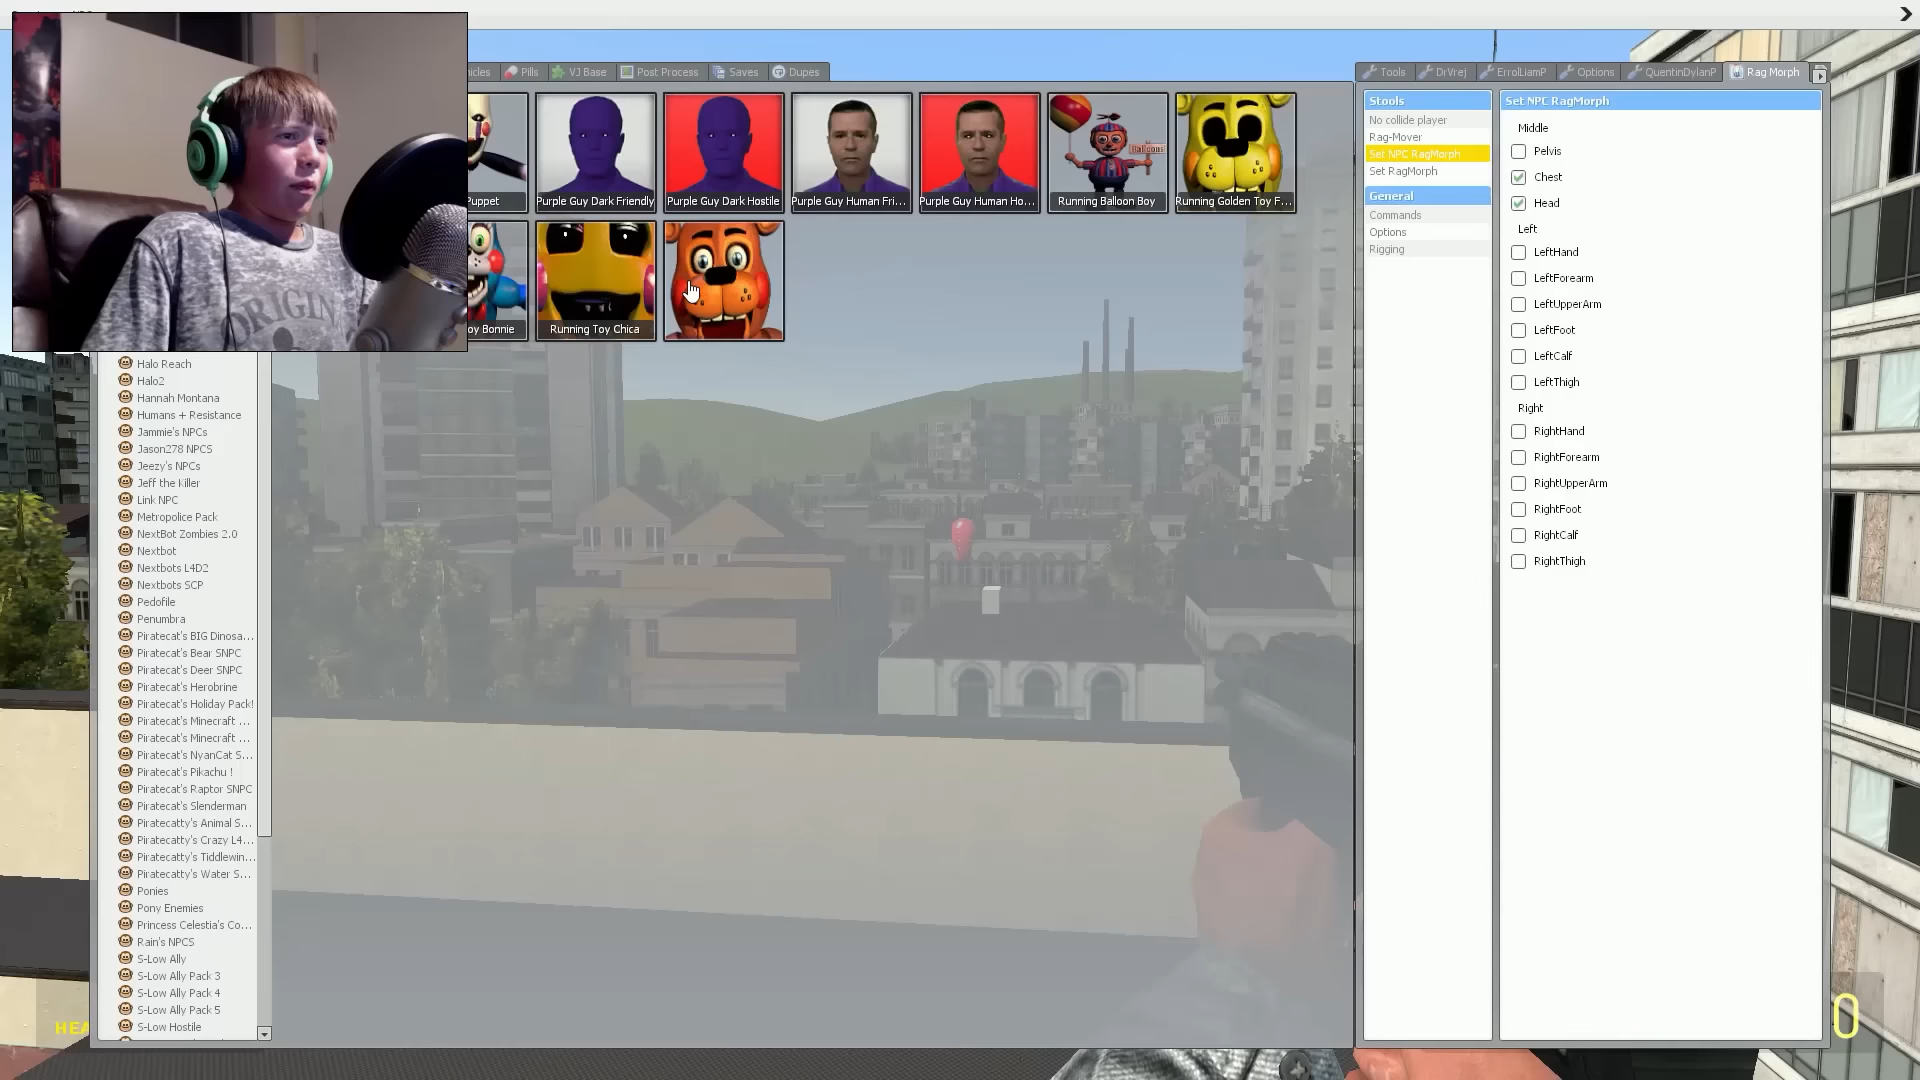 Pills
VJ Base
Post Process
Saves
Dupes
Purple Guy Dark Friendly
Purple Guy Dark Hostile
Purple Guy Human Fri...
Purple Guy Human Ho...
Running Balloon Boy
Balloons
Running Golden Toy F...
Puppet
oy Bonnie
Running Toy Chica
ORIGIN
Halo Reach
Halo2
Hannah Montana
Humans + Resistance
Jammie's NPCs
Jason278 NPCS
Jeezy's NPCs
Jeff the Killer
Link NPC
Metropolice Pack
NextBot Zombies 2.0
Nextbot
Nextbots L4D2
Nextbots SCP
Pedofile
Penumbra
Piratecat's BIG Dinosa...
Piratecat's Bear SNPC
Piratecat's Deer SNPC
Piratecat's Herobrine
Piratecat's Holiday Pack!
Piratecat's Minecraft ...
Piratecat's Minecraft ...
Piratecat's NyanCat S...
Piratecat's Pikachu !
Piratecat's Raptor SNPC
Piratecat's Slenderman
Piratecatty's Animal S...
Piratecatty's Crazy L4...
Piratecatty's Tiddlewin...
Piratecatty's Water S...
Ponies
Pony Enemies
Princess Celestia's Co...
Rain's NPCS
S-Low Ally
S-Low Ally Pack 3
S-Low Ally Pack 4
S-Low Ally Pack 5
S-Low Hostile
HEA
Tools
DrVrej
ErrolLiamP
Options
QuentinDylanP
Rag Morph
Stools
No collide player
Rag-Mover
Set NPC RagMorph
Set RagMorph
General
Commands
Options
Rigging
Set NPC RagMorph
Middle
Pelvis
Chest
Head
Left
LeftHand
LeftForearm
LeftUpperArm
LeftFoot
LeftCalf
LeftThigh
Right
RightHand
RightForearm
RightUpperArm
RightFoot
RightCalf
RightThigh
0